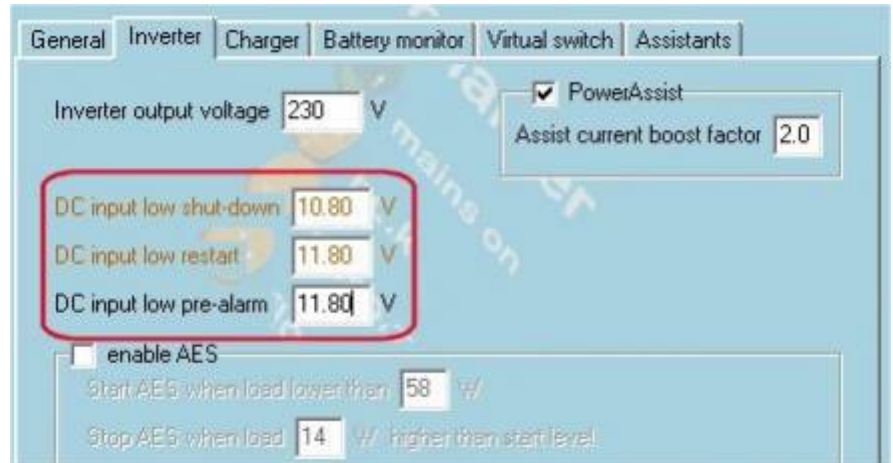 General Inverter Charger Battery monitor Virtual switch Assistants
Inverter output voltage 230 V
PowerAssist
Assist current boost factor 2.0
DC input low shut-down 10.80 V
DC input low restart 11.80 V
DC input low pre-alarm 11.80 V
enable AES
Start AES when load lower than 58 W
Stop AES when load 14 W higher than start level
mains on